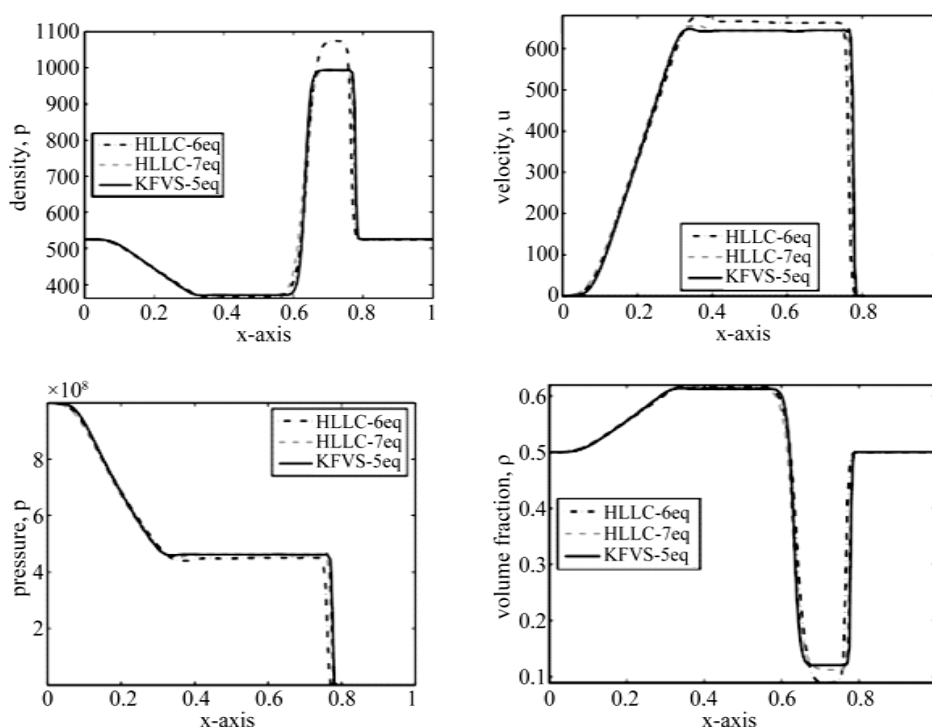 1100
1000
900
800
700
600
500
400
density, p
HLLC-6eq
HLLC-7eq
KFVS-5eq
0 0.2 0.4 0.6 0.8 1
x-axis
600
500
400
300
200
100
0
velocity, u
HLLC-6eq
HLLC-7eq
KFVS-5eq
0 0.2 0.4 0.6 0.8 1
x-axis
×10⁸
8
6
4
2
pressure, p
HLLC-6eq
HLLC-7eq
KFVS-5eq
0 0.2 0.4 0.6 0.8 1
x-axis
0.6
0.5
0.4
0.3
0.2
0.1
volume fraction, ρ
HLLC-6eq
HLLC-7eq
KFVS-5eq
0 0.2 0.4 0.6 0.8
x-axis